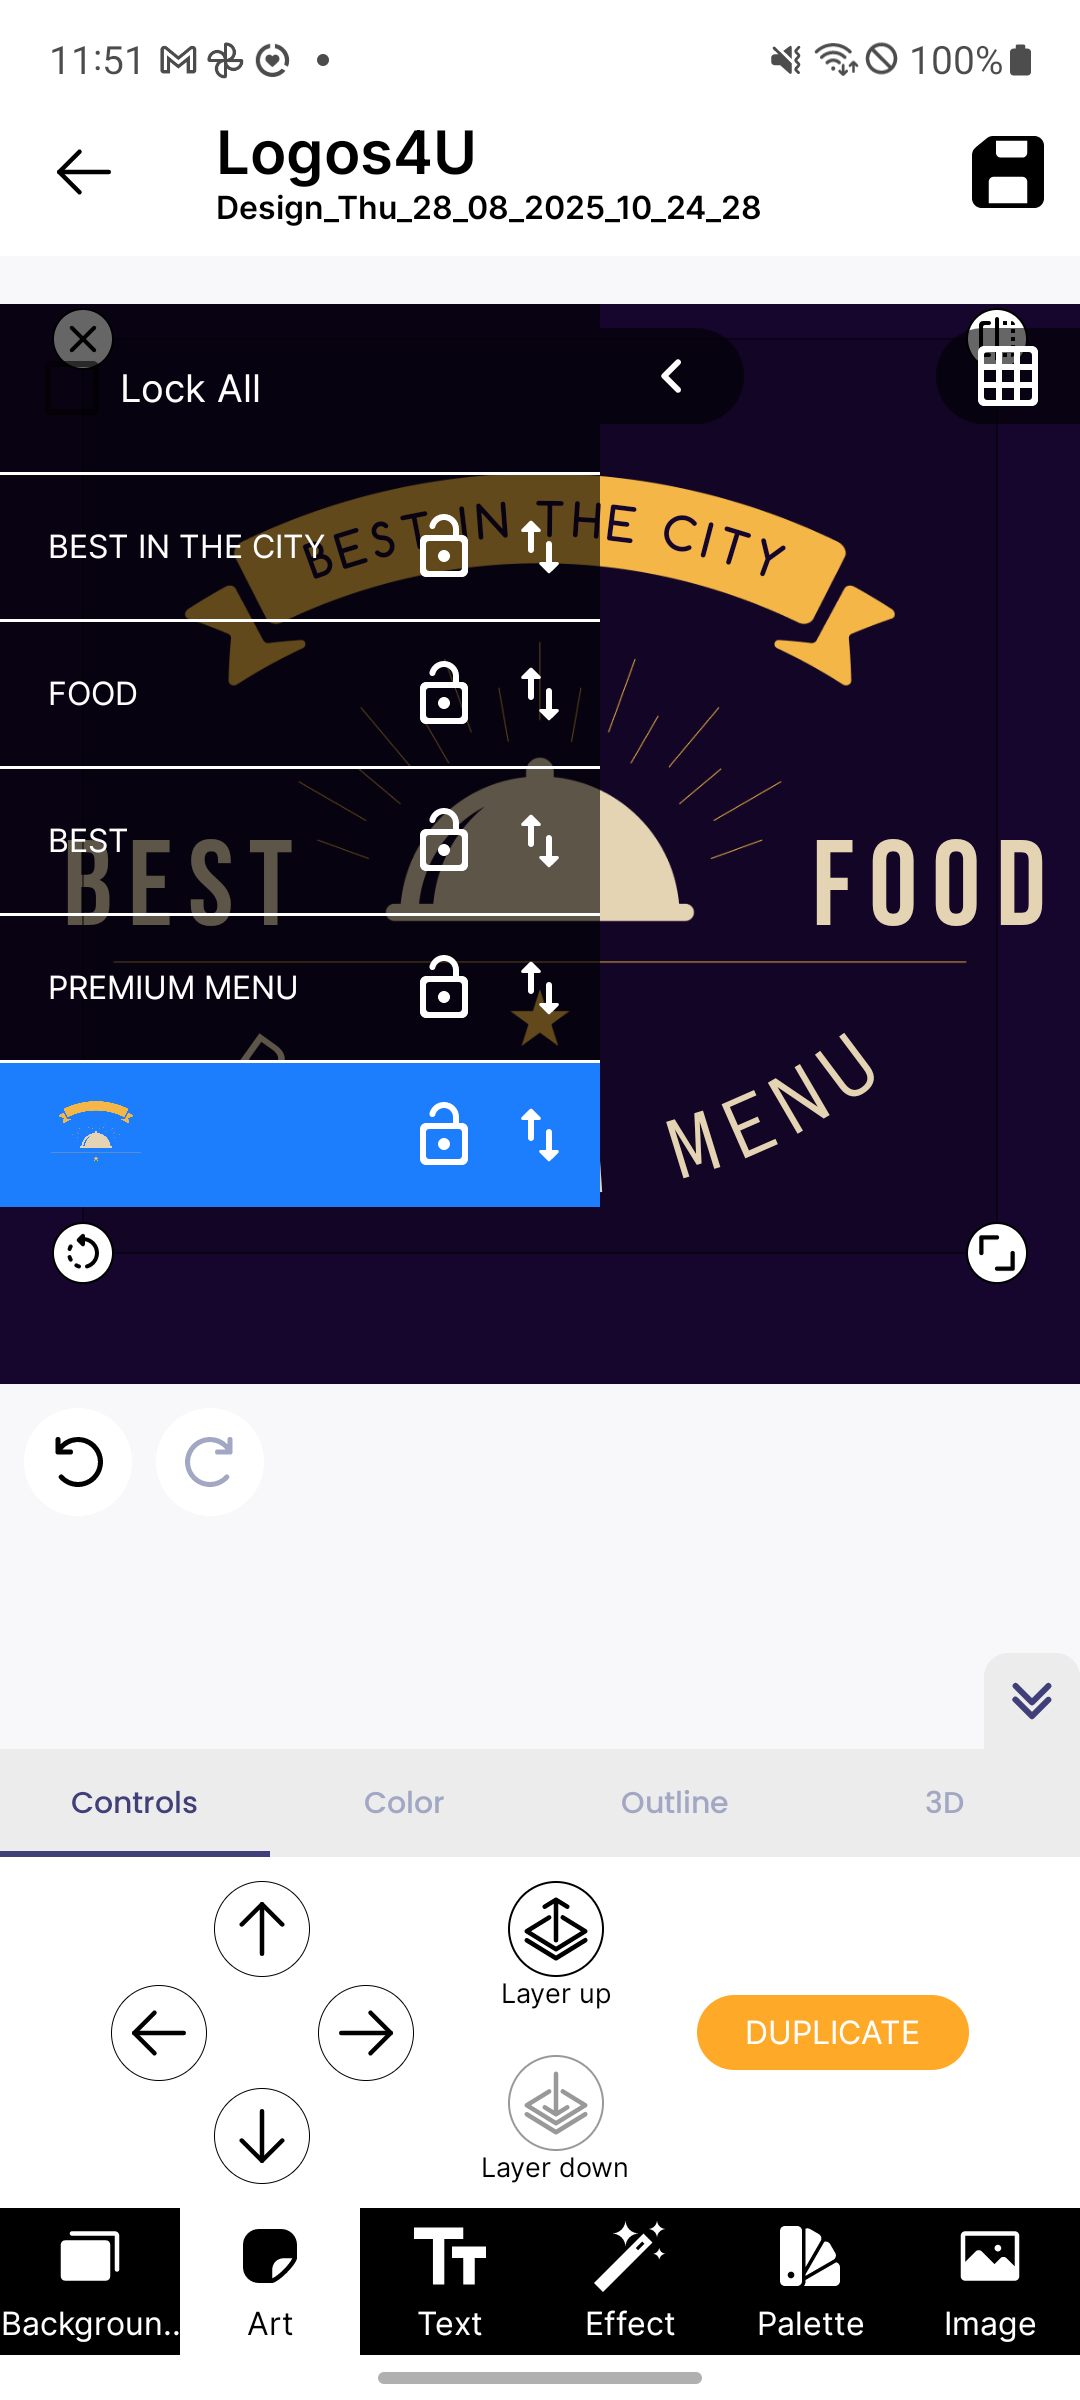 11:51
100%
Logos4U
Design_Thu_28_08_2025_10_24_28
Lock All
BEST IN THE CITY
BEST IN THE CITY
FOOD
BEST
BEST
FOOD
PREMIUM MENU
MENU
Controls
Color
Outline
3D
Layer up
DUPLICATE
Layer down
Backgroun..
Art
Text
Effect
Palette
Image